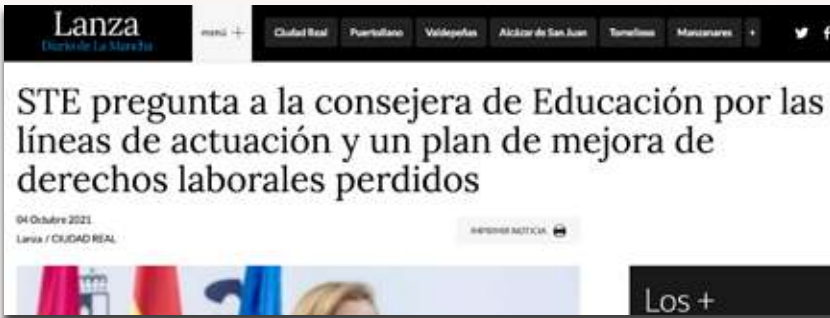 Lanza
Diario de La Mancha
menú +
Ciudad Real Puertollano Valdepeñas Alcázar de San Juan Tomelloso Manzanares +
STE pregunta a la consejera de Educación por las
líneas de actuación y un plan de mejora de
derechos laborales perdidos
04 Octubre 2021
Lanza / CIUDAD REAL
IMPRIMIR NOTICIA
Los +